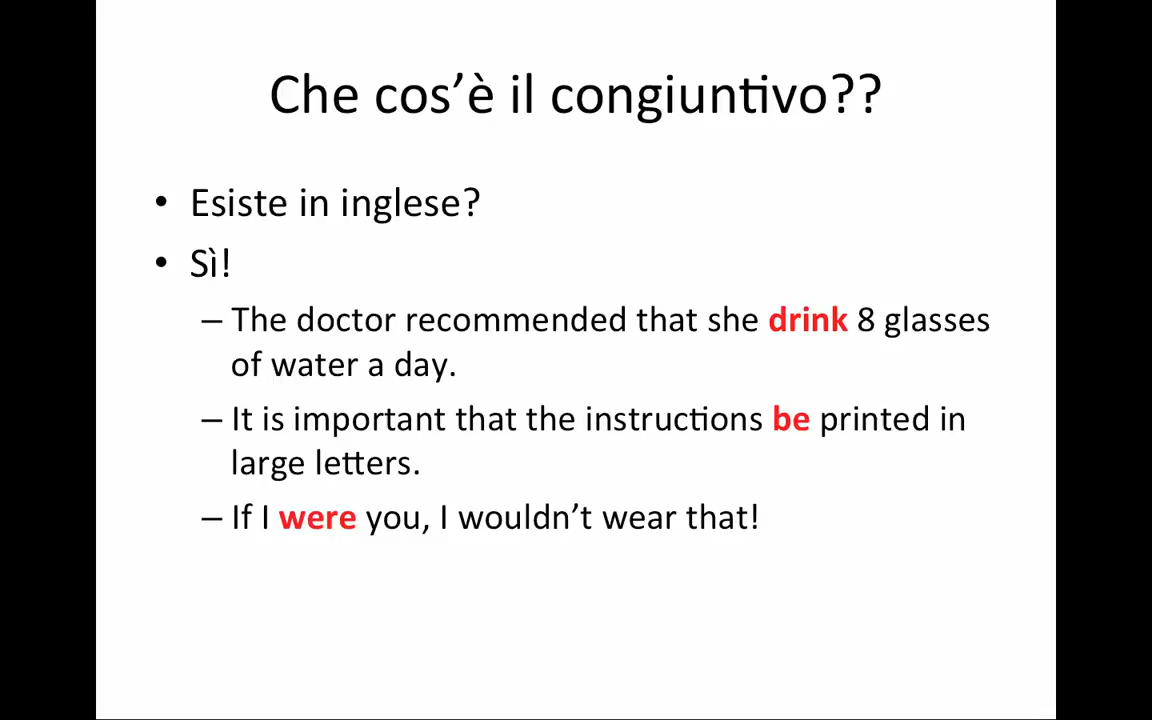 Che cos’è il congiuntivo??
• Esiste in inglese?
• Sì!
– The doctor recommended that she drink 8 glasses
of water a day.
– It is important that the instructions be printed in
large letters.
– If I were you, I wouldn’t wear that!